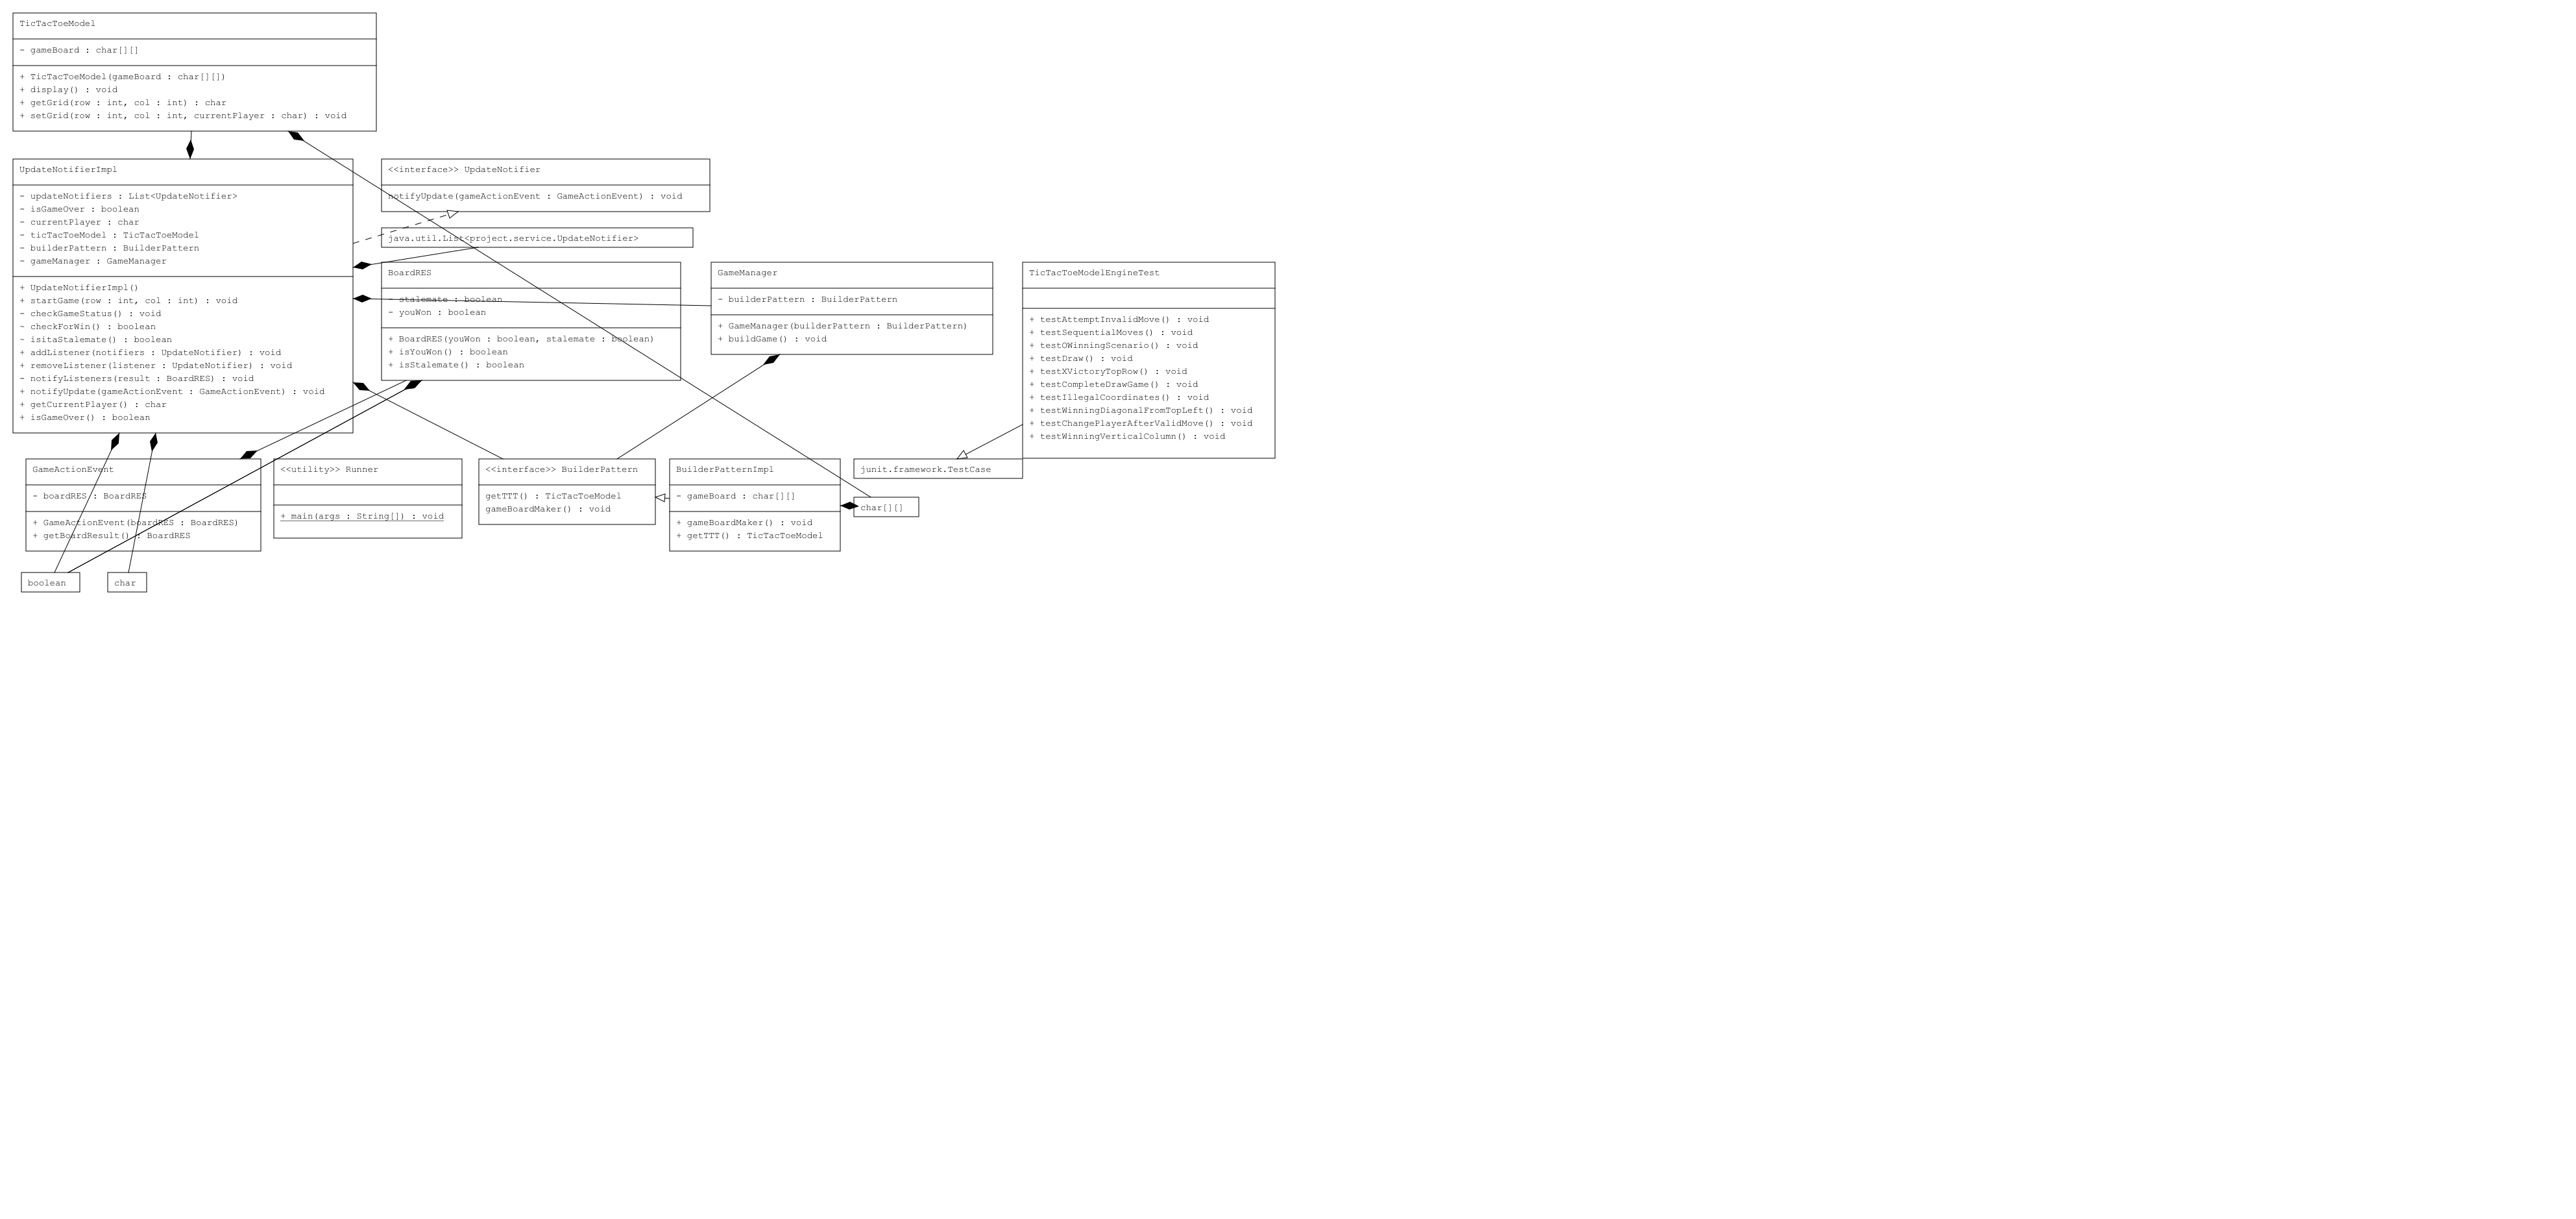 TicTacToeModel
- gameBoard : char[][]
+ TicTacToeModel(gameBoard : char[][])
+ display() : void
+ getGrid(row : int, col : int) : char
+ setGrid(row : int, col : int, currentPlayer : char) : void
UpdateNotifierImpl
- updateNotifiers : List<UpdateNotifier>
- isGameOver : boolean
- currentPlayer : char
- ticTacToeModel : TicTacToeModel
- builderPattern : BuilderPattern
- gameManager : GameManager
+ UpdateNotifierImpl()
+ startGame(row : int, col : int) : void
- checkGameStatus() : void
~ checkForWin() : boolean
~ isitaStalemate() : boolean
+ addListener(notifiers : UpdateNotifier) : void
+ removeListener(listener : UpdateNotifier) : void
- notifyListeners(result : BoardRES) : void
+ notifyUpdate(gameActionEvent : GameActionEvent) : void
+ getCurrentPlayer() : char
+ isGameOver() : boolean
<<interface>> UpdateNotifier
notifyUpdate(gameActionEvent : GameActionEvent) : void
java.util.List<project.service.UpdateNotifier>
BoardRES
- stalemate : boolean
- youWon : boolean
+ BoardRES(youWon : boolean, stalemate : boolean)
+ isYouWon() : boolean
+ isStalemate() : boolean
GameManager
- builderPattern : BuilderPattern
+ GameManager(builderPattern : BuilderPattern)
+ buildGame() : void
TicTacToeModelEngineTest
+ testAttemptInvalidMove() : void
+ testSequentialMoves() : void
+ testOWinningScenario() : void
+ testDraw() : void
+ testXVictoryTopRow() : void
+ testCompleteDrawGame() : void
+ testIllegalCoordinates() : void
+ testWinningDiagonalFromTopLeft() : void
+ testChangePlayerAfterValidMove() : void
+ testWinningVerticalColumn() : void
GameActionEvent
- boardRES : BoardRES
+ GameActionEvent(boardRES : BoardRES)
+ getBoardResult() : BoardRES
<<utility>> Runner
+ main(args : String[]) : void
<<interface>> BuilderPattern
getTTT() : TicTacToeModel
gameBoardMaker() : void
BuilderPatternImpl
- gameBoard : char[][]
+ gameBoardMaker() : void
+ getTTT() : TicTacToeModel
junit.framework.TestCase
char[][]
boolean
char